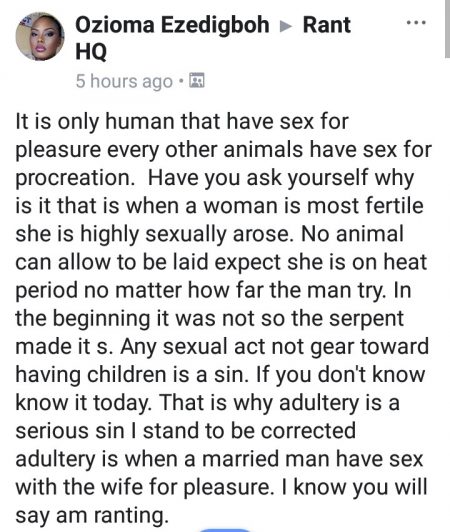 Ozioma Ezedigboh ▸ Rant
HQ
5 hours ago •
It is only human that have sex for
pleasure every other animals have sex for
procreation.  Have you ask yourself why
is it that is when a woman is most fertile
she is highly sexually arose. No animal
can allow to be laid expect she is on heat
period no matter how far the man try. In
the beginning it was not so the serpent
made it s. Any sexual act not gear toward
having children is a sin. If you don't know
know it today. That is why adultery is a
serious sin I stand to be corrected
adultery is when a married man have sex
with the wife for pleasure. I know you will
say am ranting.